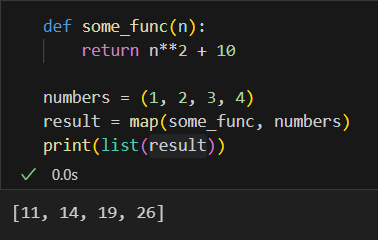 def some_func(n):
    return n**2 + 10

numbers = (1, 2, 3, 4)
result = map(some_func, numbers)
print(list(result))
0.0s
[11, 14, 19, 26]